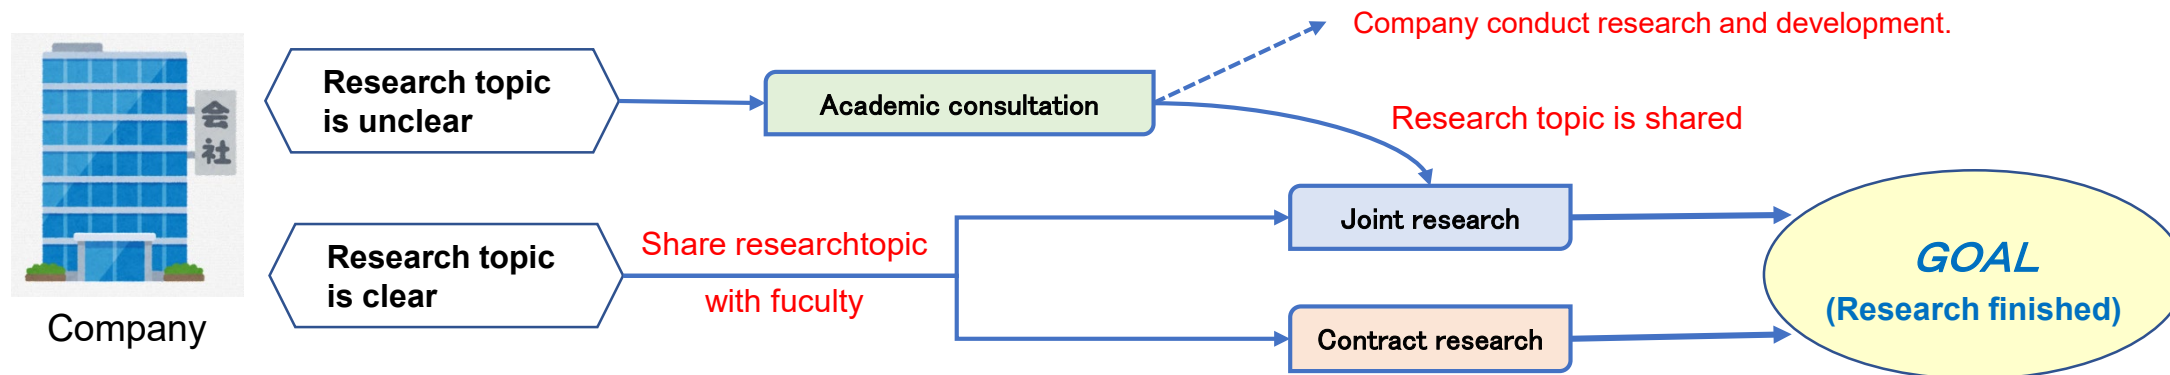 Company conduct research and development.
会
社
Research topic
is unclear
Academic consultation
Research topic is shared
Joint research
Research topic
is clear
Share researchtopic
with fuculty
Contract research
GOAL
(Research finished)
Company